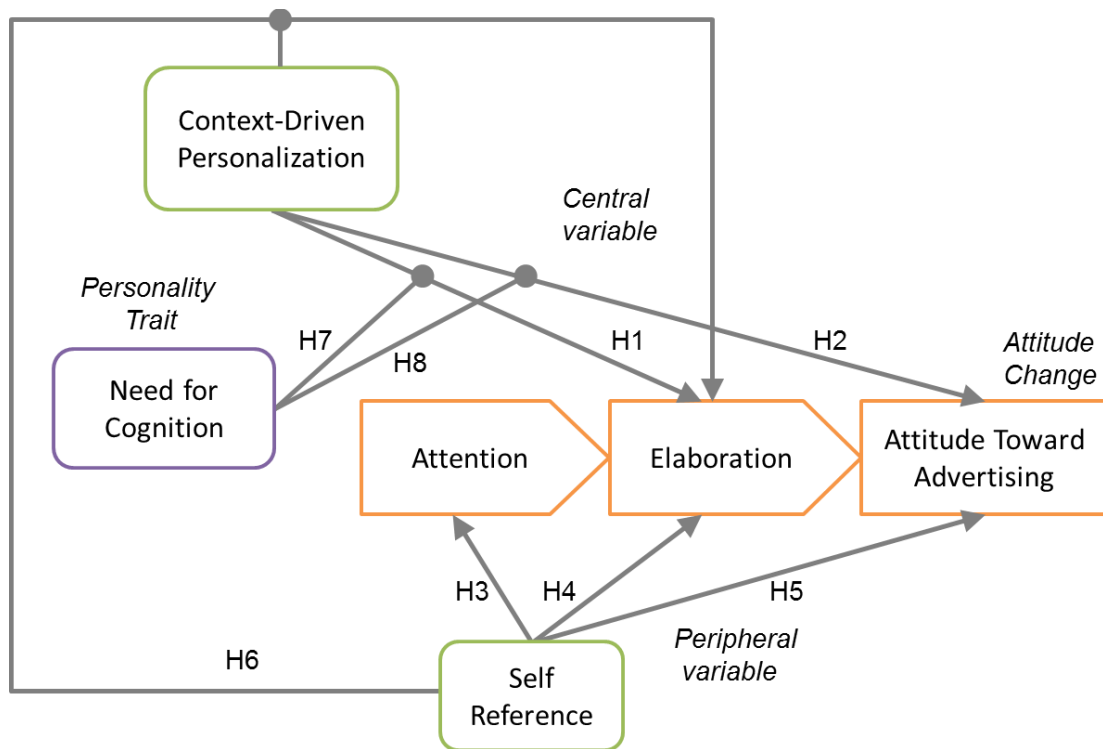 Context-Driven
Personalization
Central
variable
Personality
Trait
H7
H8
H1
H2
Attitude
Change
Need for
Cognition
Attention
Elaboration
Attitude Toward
Advertising
H3
H4
H5
Peripheral
variable
H6
Self
Reference